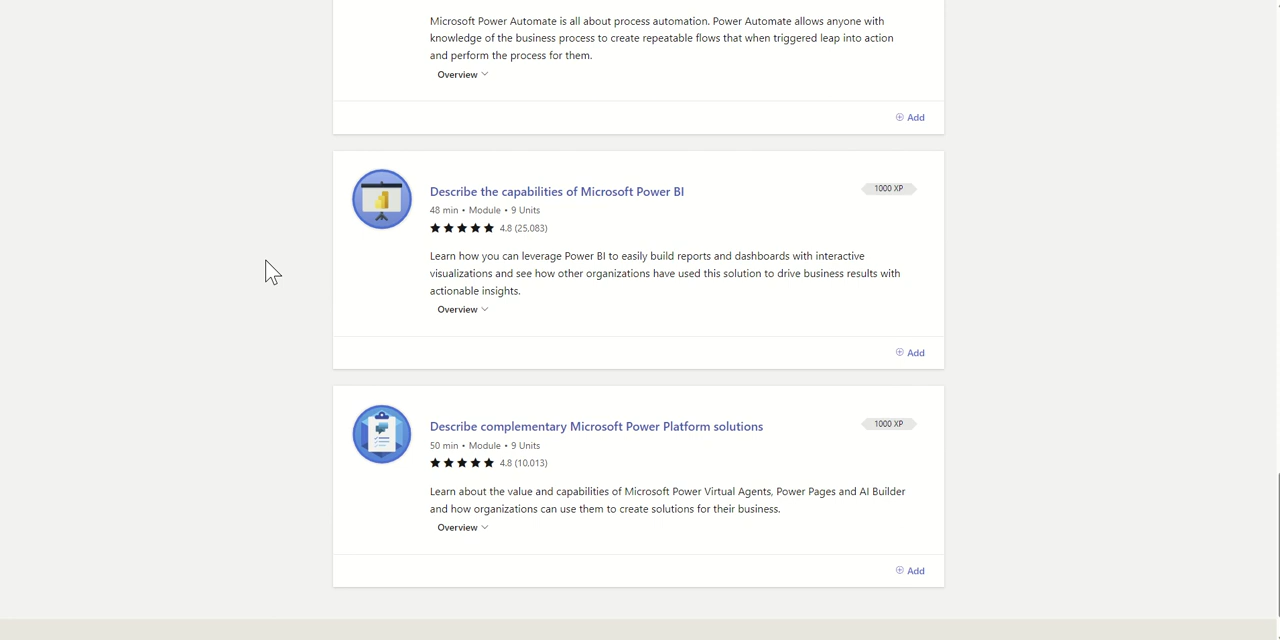 Microsoft Power Automate is all about process automation. Power Automate allows anyone with
knowledge of the business process to create repeatable flows that when triggered leap into action
and perform the process for them.
Overview
Add
Describe the capabilities of Microsoft Power BI
1000 XP
48 min • Module • 9 Units
4.8 (25.083)
Learn how you can leverage Power BI to easily build reports and dashboards with interactive
visualizations and see how other organizations have used this solution to drive business results with
actionable insights.
Overview
Add
Describe complementary Microsoft Power Platform solutions
1000 XP
50 min • Module • 9 Units
4.8 (10.013)
Learn about the value and capabilities of Microsoft Power Virtual Agents, Power Pages and AI Builder
and how organizations can use them to create solutions for their business.
Overview
Add